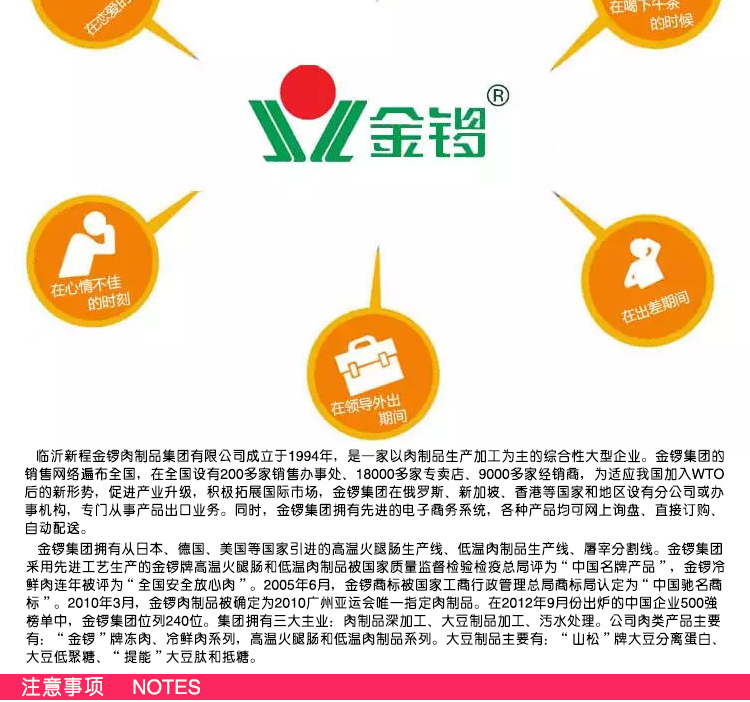 在恋爱的
在喝下午茶
的时候
金锣®
在心情不佳
的时刻
在出差期间
在领导外出
期间
临沂新程金锣肉制品集团有限公司成立于1994年，是一家以肉制品生产加工为主的综合性大型企业。金锣集团的
销售网络遍布全国，在全国设有200多家销售办事处、18000多家专卖店、9000多家经销商，为适应我国加入WTO
后的新形势，促进产业升级，积极拓展国际市场，金锣集团在俄罗斯、新加坡、香港等国家和地区设有分公司或办
事机构，专门从事产品出口业务。同时，金锣集团拥有先进的电子商务系统，各种产品均可网上询盘、直接订购、
自动配送。
金锣集团拥有从日本、德国、美国等国家引进的高温火腿肠生产线、低温肉制品生产线、屠宰分割线。金锣集团
采用先进工艺生产的金锣牌高温火腿肠和低温肉制品被国家质量监督检验检疫总局评为“中国名牌产品”，金锣冷
鲜肉连年被评为“全国安全放心肉”。2005年6月，金锣商标被国家工商行政管理总局商标局认定为“中国驰名商
标”。2010年3月，金锣肉制品被确定为2010广州亚运会唯一指定肉制品。在2012年9月份出炉的中国企业500強
榜单中，金锣集团位列240位。集团拥有三大主业：肉制品深加工、大豆制品加工、污水处理。公司肉类产品主要
有：“金锣”牌冻肉、冷鲜肉系列，高温火腿肠和低温肉制品系列。大豆制品主要有：“山松”牌大豆分离蛋白、
大豆低聚糖、“提能”大豆肽和抵糖。
注意事项 NOTES